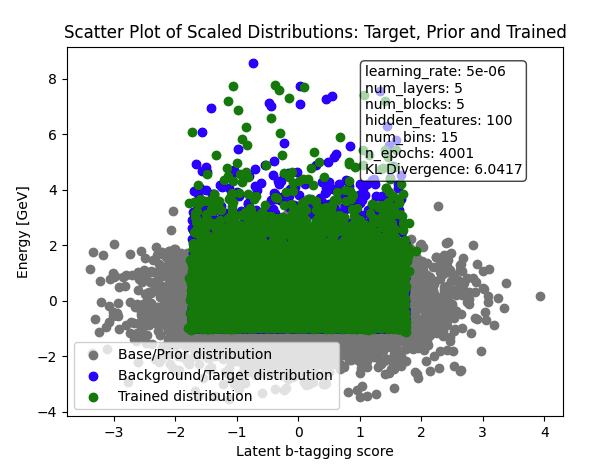 Scatter Plot of Scaled Distributions: Target, Prior and Trained
learning_rate: 5e-06
num_layers: 5
num_blocks: 5
hidden_features: 100
num_bins: 15
n_epochs: 4001
KL Divergence: 6.0417
Energy [GeV]
8
6
4
2
0
−2
−4
Base/Prior distribution
Background/Target distribution
Trained distribution
−3 −2 −1 0 1 2 3 4
Latent b-tagging score